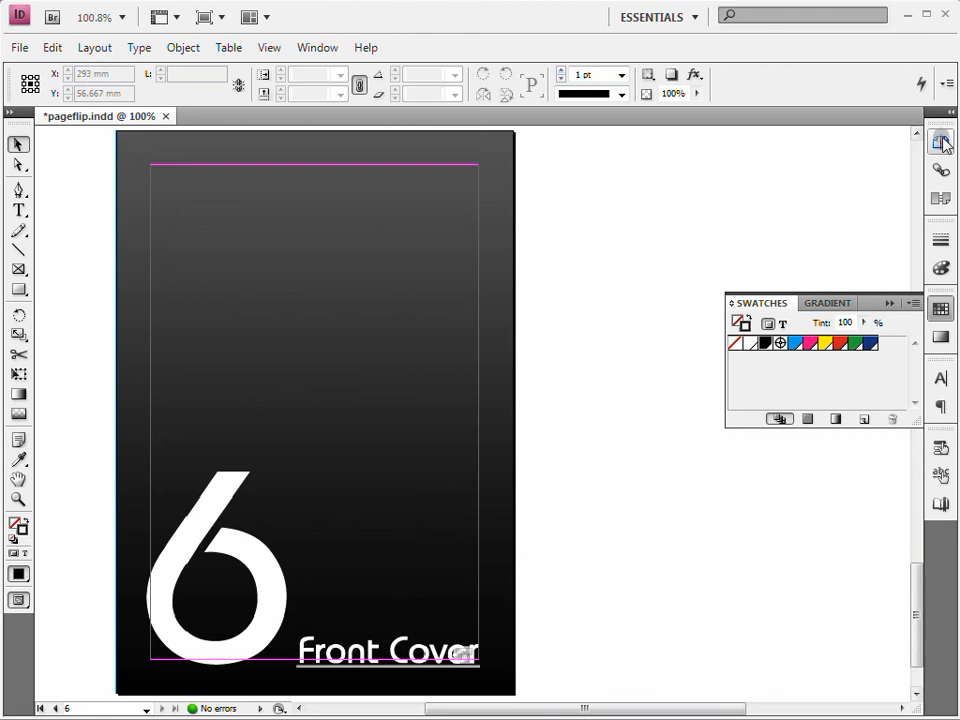 ID Br 100.8% ESSENTIALS
File Edit Layout Type Object Table View Window Help
X: 293 mm L: 1 pt fx
Y: 56.667 mm P 100%
*pageflip.indd @ 100% ×
T
SWATCHES GRADIENT
T Tint: 100 %
A
6
Front Cover
T
6 No errors